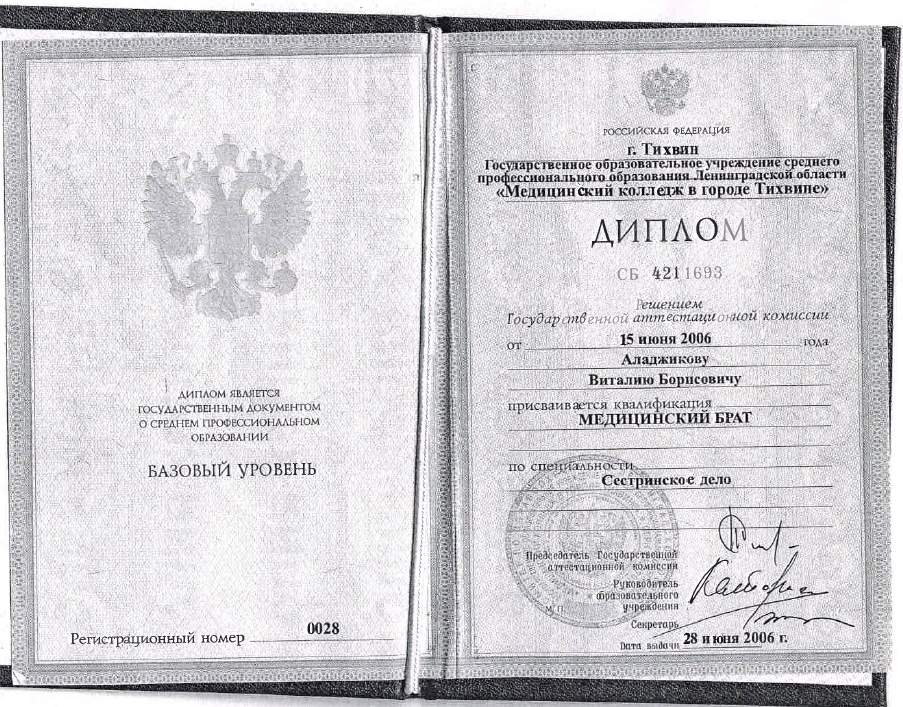 ДИПЛОМ ЯВЛЯЕТСЯ
ГОСУДАРСТВЕННЫМ ДОКУМЕНТОМ
О СРЕДНЕМ ПРОФЕССИОНАЛЬНОМ
ОБРАЗОВАНИИ
БАЗОВЫЙ УРОВЕНЬ
Регистрационный номер 0028
РОССИЙСКАЯ ФЕДЕРАЦИЯ
г. Тихвин
Государственное образовательное учреждение среднего
профессионального образования Ленинградской области
«Медицинский колледж в городе Тихвине»
ДИПЛОМ
СБ 4211693
Решением
Государственной аттестационной комиссии
от 15 июня 2006 года
Аладжикову
Виталию Борисовичу
присваивается квалификация
МЕДИЦИНСКИЙ БРАТ
по специальности
Сестринское дело
Председатель Государственной
аттестационной комиссии
Руководитель
образовательного
учреждения
М.П.
Секретарь
Дата выдачи 28 июня 2006 г.